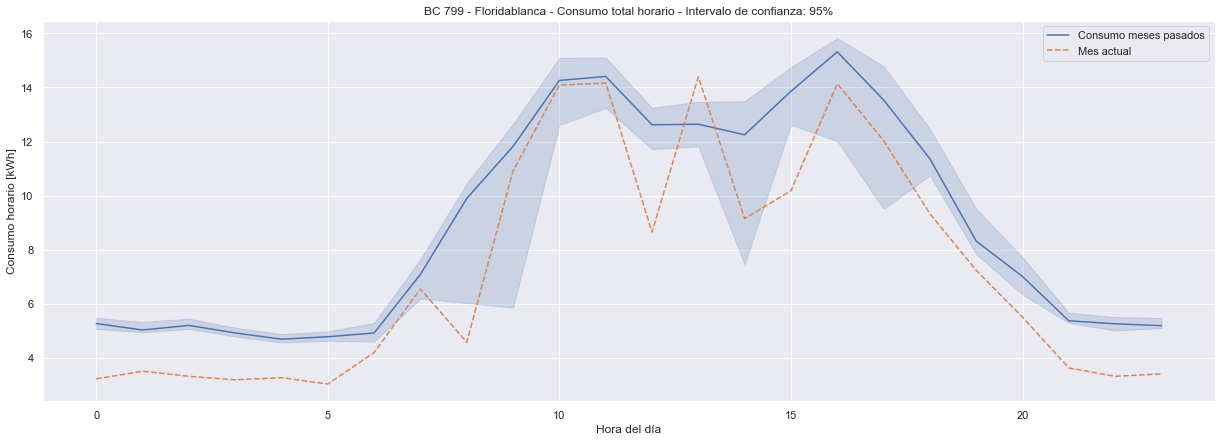 BC 799 - Floridablanca - Consumo total horario - Intervalo de confianza: 95%
Consumo meses pasados
Mes actual
Consumo horario [kWh]
16
14
12
10
8
6
4
0
5
10
15
20
Hora del día